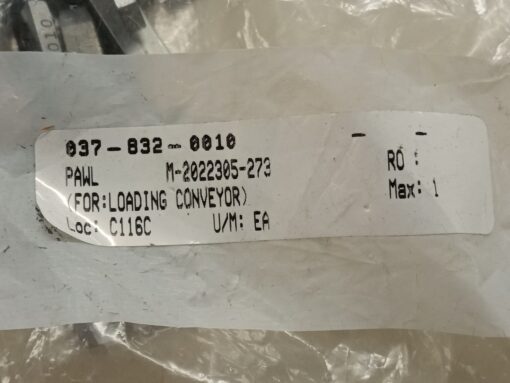 037-832-0010 - -
PAWL M-2022305-273 RO :
(FOR:LOADING CONVEYOR) Max: 1
Loc: C116C U/M: EA